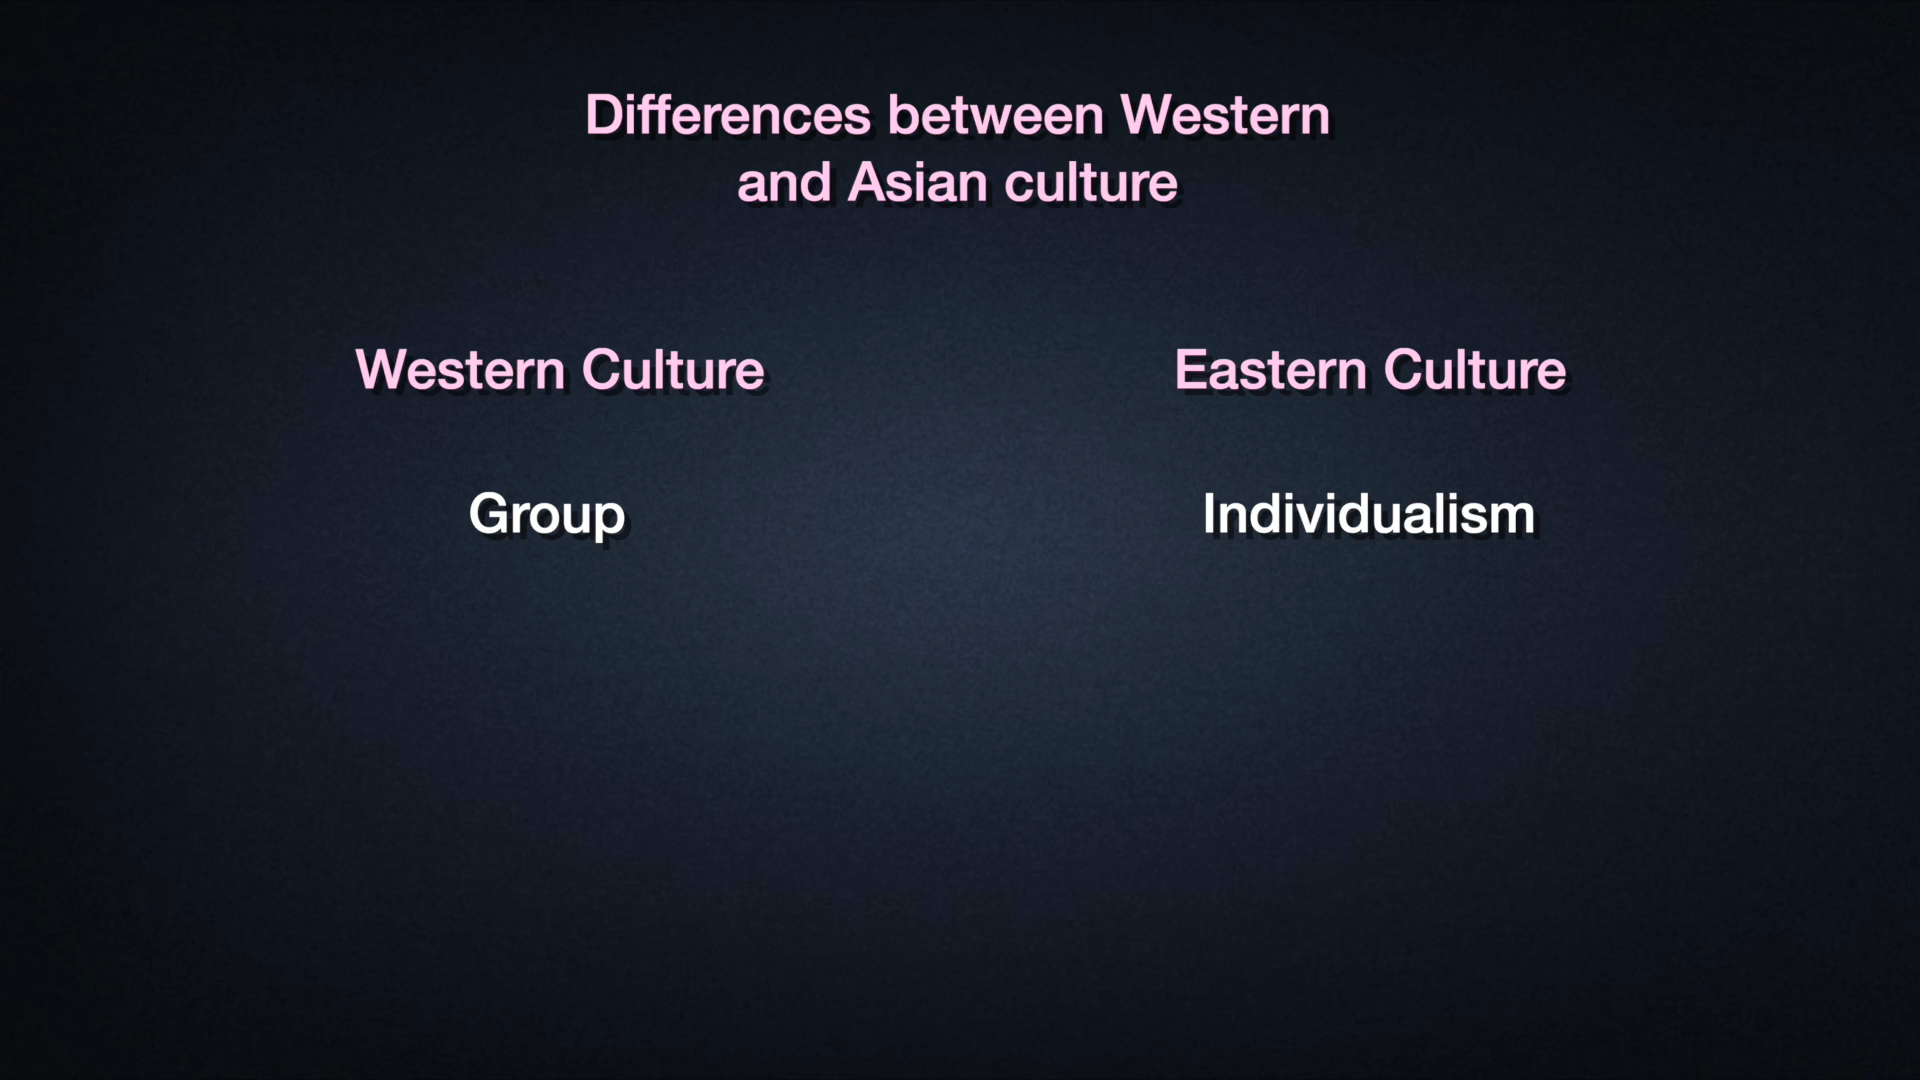 Differences between Western
and Asian culture
Western Culture
Eastern Culture
Group
Individualism